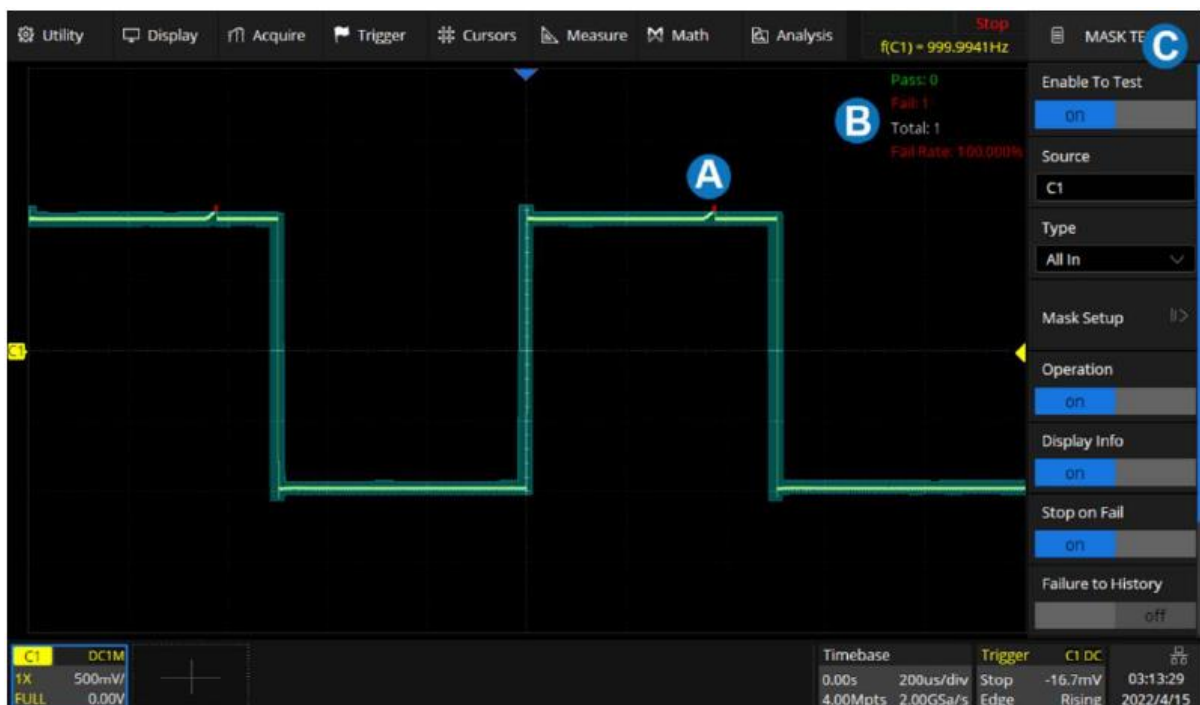 Utility Display Acquire Trigger Cursors Measure Math Analysis
Stop
f(C1) = 999.9941Hz
MASK TE
C
Pass: 0
Fail: 1
Total: 1
Fail Rate: 100.000%
B
A
C1
Enable To Test
on
Source
C1
Type
All In
Mask Setup
Operation
on
Display Info
on
Stop on Fail
on
Failure to History
off
C1 DC1M
1X 500mV/
FULL 0.00V
Timebase
0.00s 200us/div
4.00Mpts 2.00GSa/s
Trigger C1 DC
Stop -16.7mV
Edge Rising
03:13:29
2022/4/15